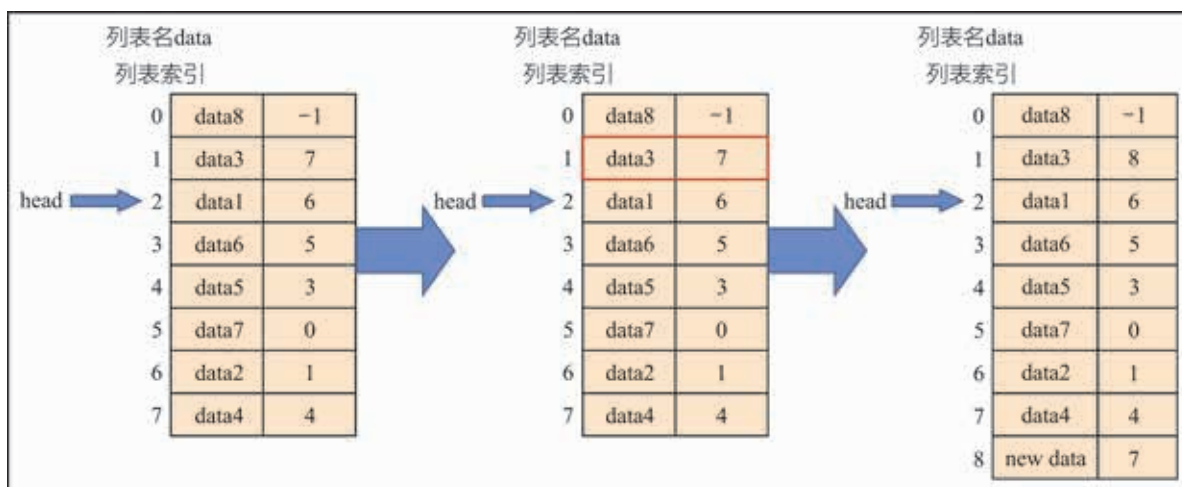 列表名data
列表索引
0 data8 −1
1 data3 7
head 2 data1 6
3 data6 5
4 data5 3
5 data7 0
6 data2 1
7 data4 4
列表名data
列表索引
0 data8 −1
1 data3 7
head 2 data1 6
3 data6 5
4 data5 3
5 data7 0
6 data2 1
7 data4 4
列表名data
列表索引
0 data8 −1
1 data3 8
head 2 data1 6
3 data6 5
4 data5 3
5 data7 0
6 data2 1
7 data4 4
8 new data 7